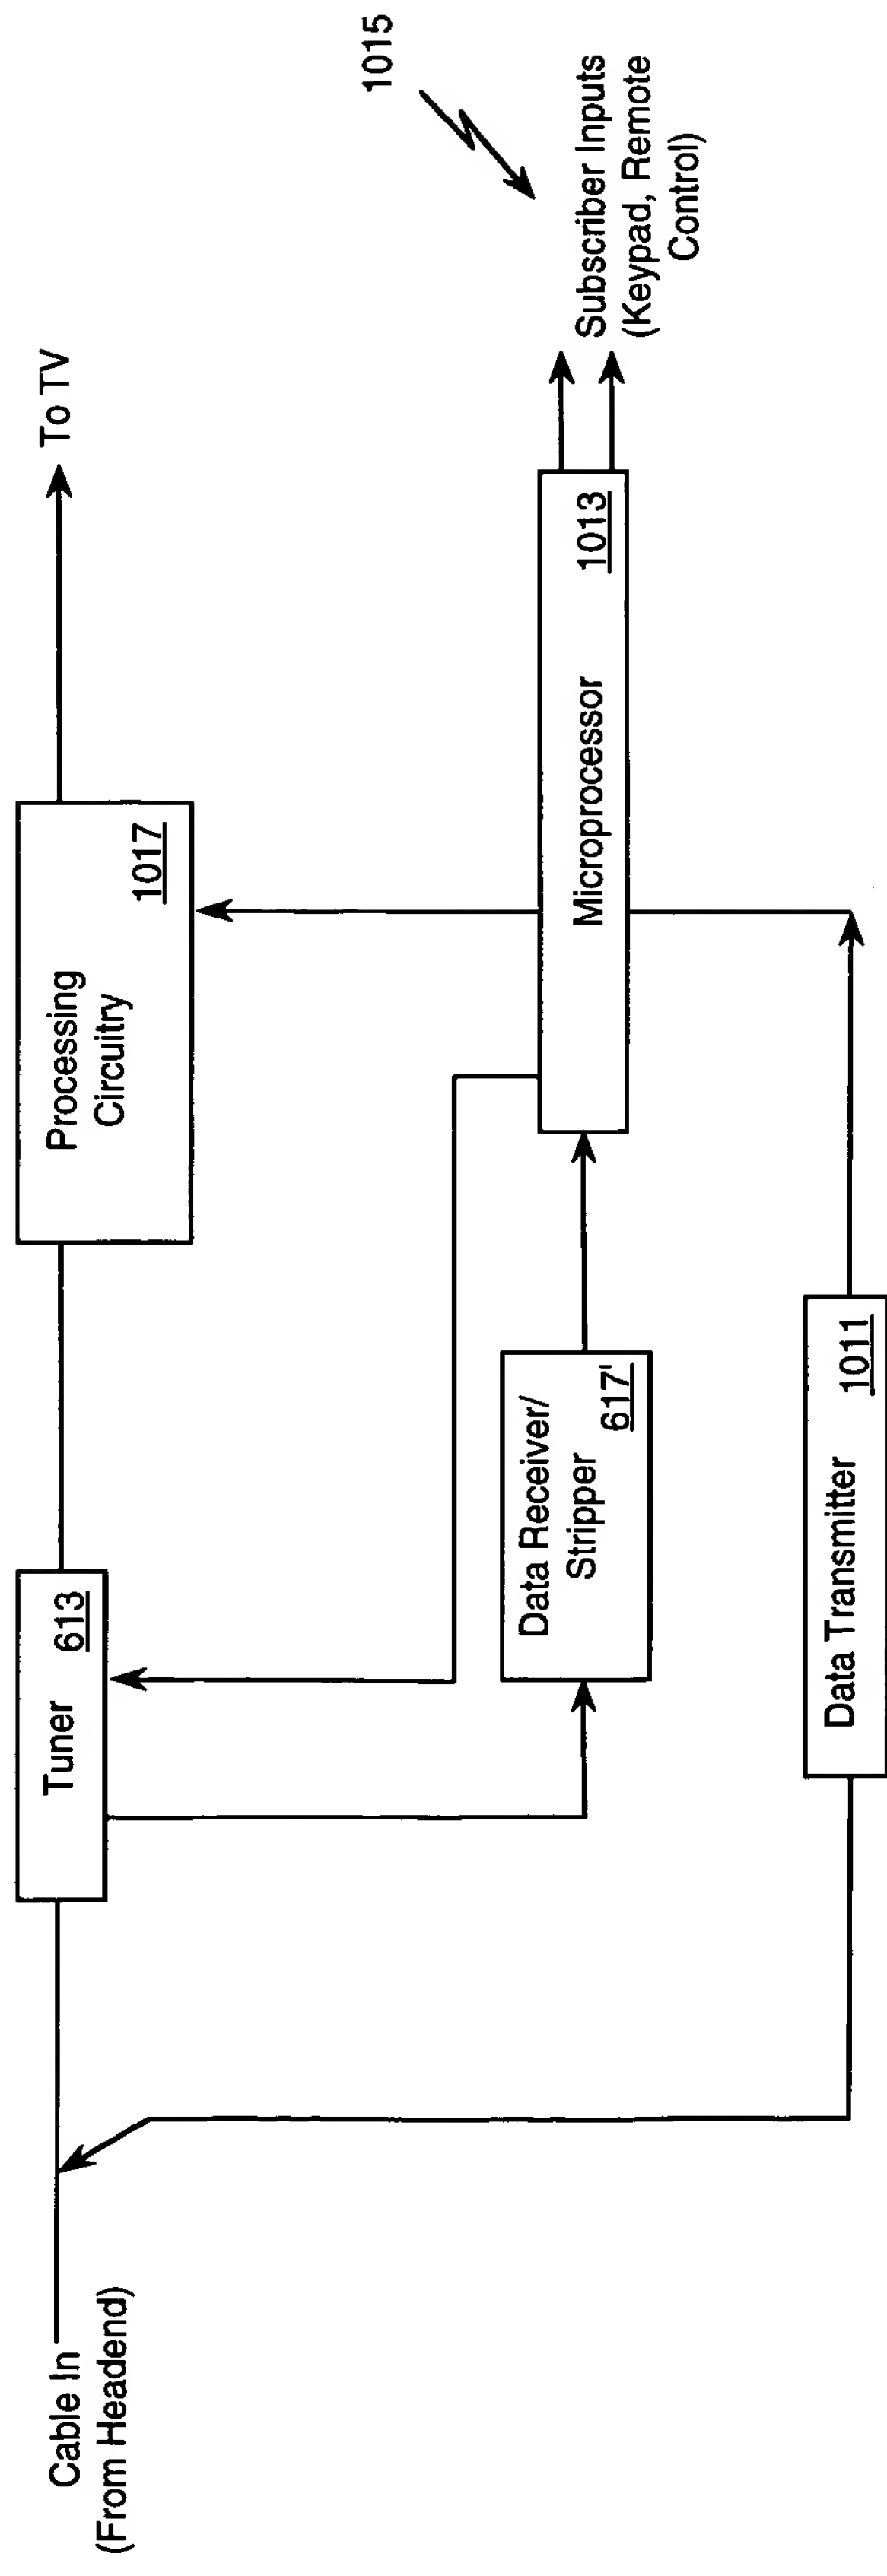 1015
To TV
Processing
Circuitry
1017
Tuner
613
Subscriber Inputs
(Keypad, Remote
Control)
Microprocessor
1013
Data Receiver/
Stripper
617'
Data Transmitter
1011
Cable In
(From Headend)